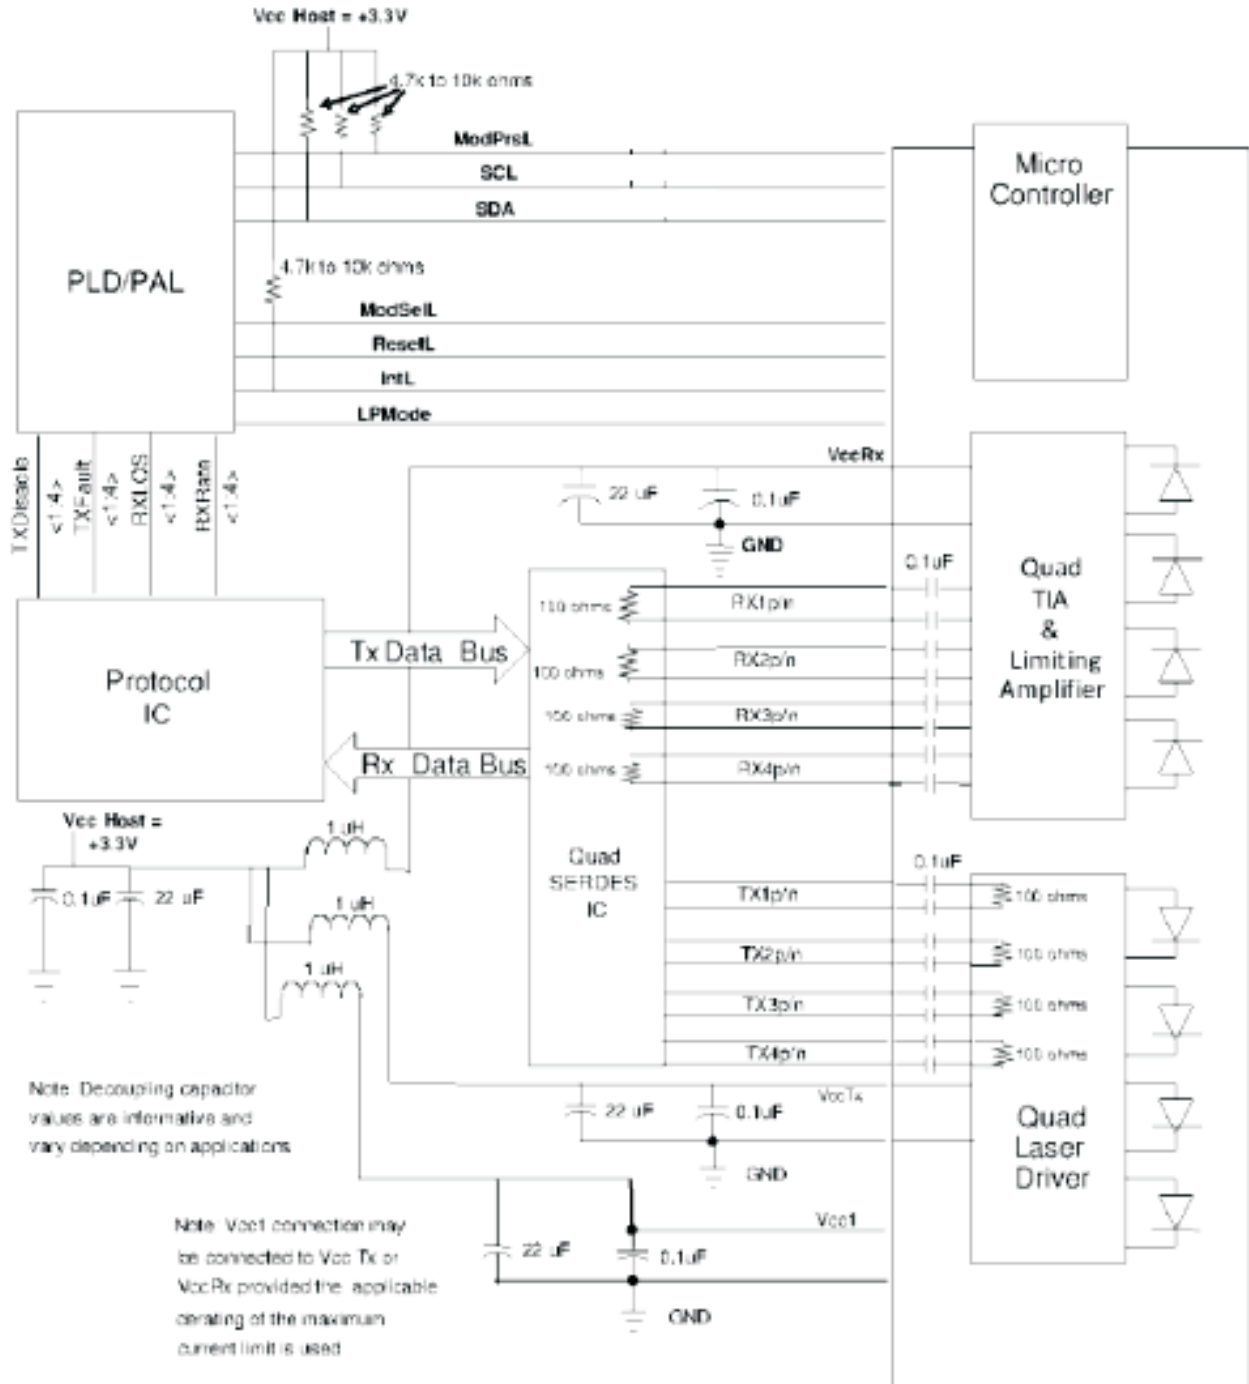 Vcc Host = +3.3V
4.7k to 10k ohms
ModPrsL
SCL
SDA
Micro
Controller
PLD/PAL
4.7k to 10k ohms
ModSelL
ResetL
IntL
LPMode
TXDisable
<1:4>
TXFault
<1:4>
RXLOS
<1:4>
RXRate
<1:4>
VccRx
22 uF
0.1uF
GND
0.1uF
Quad
TIA
&
Limiting
Amplifier
100 ohms
RX1p/n
100 ohms
RX2p/n
100 ohms
RX3p/n
100 ohms
RX4p/n
Tx Data Bus
Protocol
IC
Rx Data Bus
Vcc Host =
+3.3V
0.1uF
22 uF
1 uH
1 uH
1 uH
Quad
SERDES
IC
0.1uF
TX1p/n
100 ohms
TX2p/n
100 ohms
TX3p/n
100 ohms
TX4p/n
100 ohms
VccTx
22 uF
0.1uF
GND
Quad
Laser
Driver
Note: Decoupling capacitor
values are informative and
vary depending on applications
Vcc1
22 uF
0.1uF
GND
Note: Vcc1 connection may
be connected to Vcc Tx or
Vcc Rx provided the applicable
derating of the maximum
current limit is used